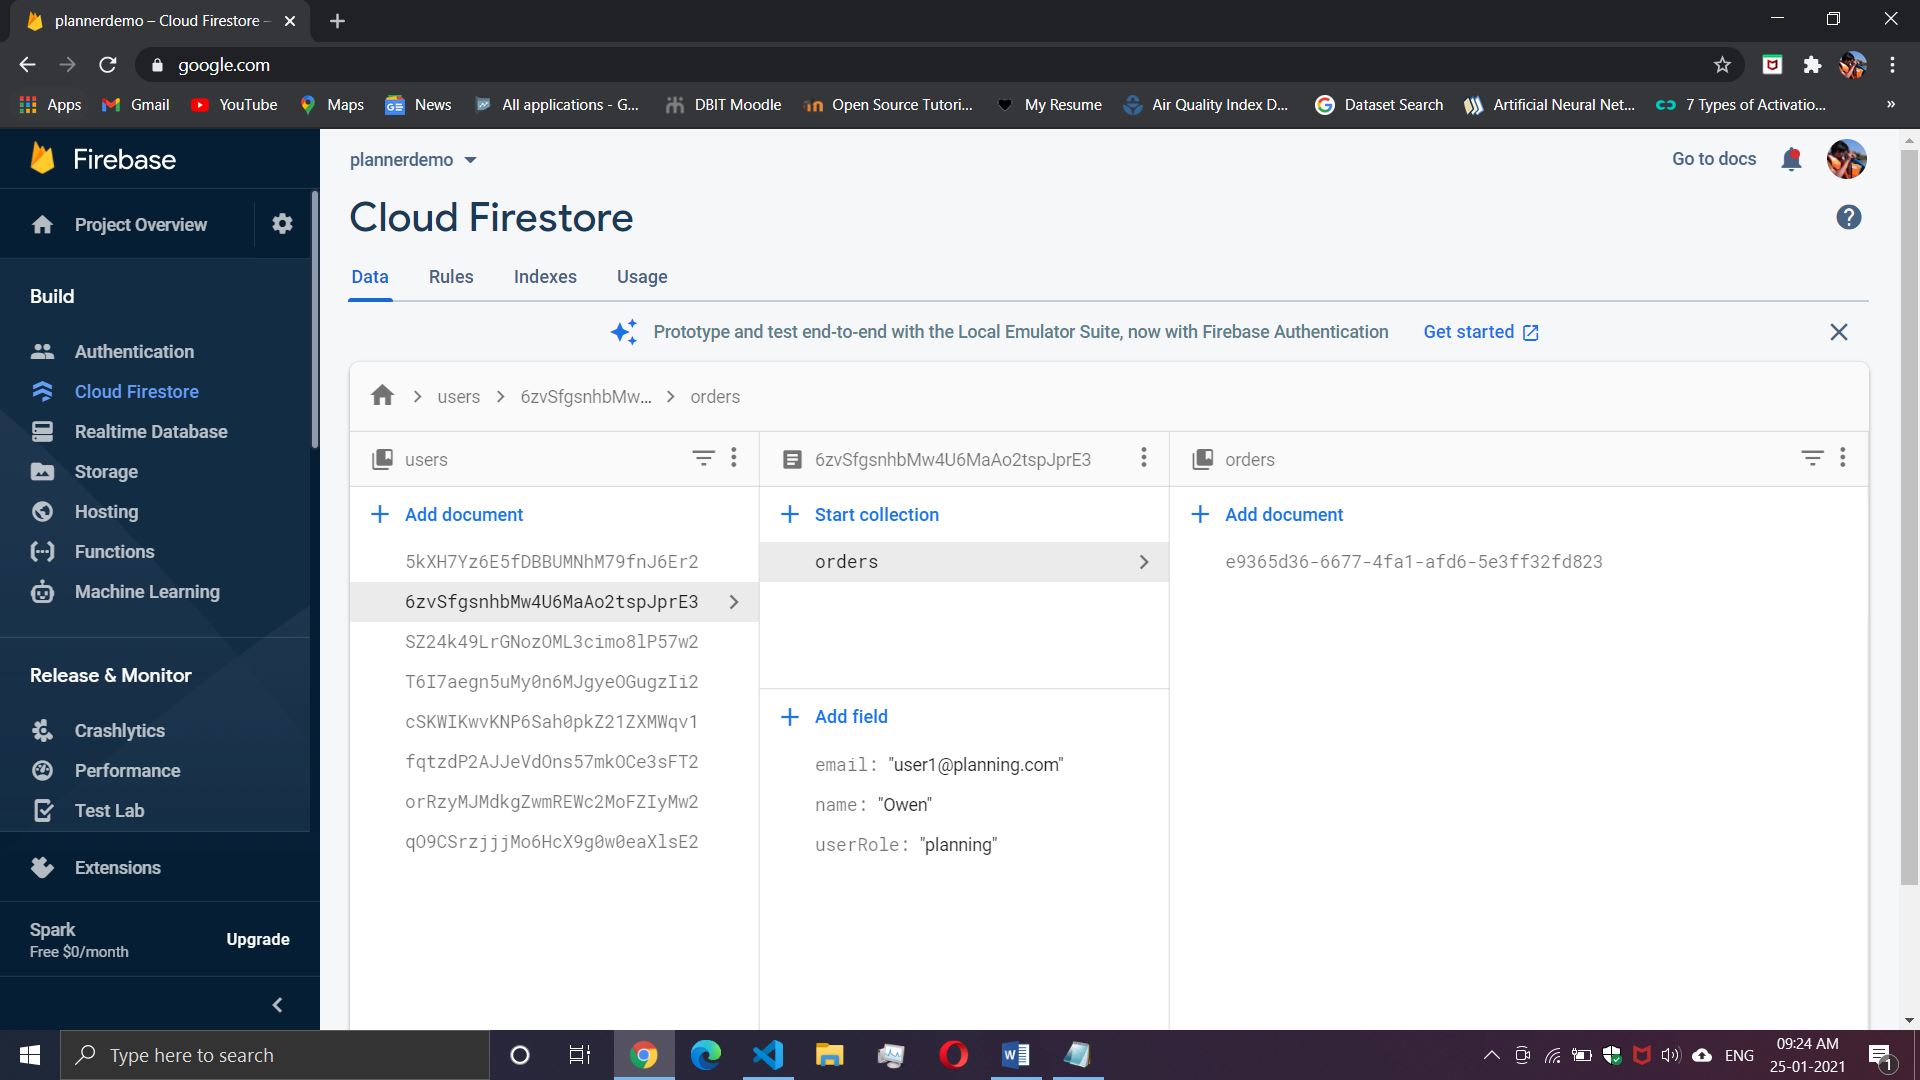 plannerdemo – Cloud Firestore –
google.com
Apps Gmail YouTube Maps News All applications - G... DBIT Moodle Open Source Tutori... My Resume Air Quality Index D... Dataset Search Artificial Neural Net... 7 Types of Activatio... »
Firebase
Project Overview
Build
Authentication
Cloud Firestore
Realtime Database
Storage
Hosting
Functions
Machine Learning
Release & Monitor
Crashlytics
Performance
Test Lab
Extensions
Spark
Free $0/month
Upgrade
plannerdemo
Go to docs
Cloud Firestore
Data Rules Indexes Usage
Prototype and test end-to-end with the Local Emulator Suite, now with Firebase Authentication Get started
users > 6zvSfgsnhbMw... > orders
users
Add document
5kXH7Yz6E5fDBBUMNhM79fnJ6Er2
6zvSfgsnhbMw4U6MaAo2tspJprE3
SZ24k49LrGNozOML3cimo8lP57w2
T6I7aegn5uMy0n6MJgyeOGugzIi2
cSKWIKwvKNP6Sah0pkZ21ZXMWqv1
fqtzdP2AJJeVdOns57mkOCe3sFT2
orRzyMJMdkgZwmREWc2MoFZIyMw2
qO9CSrzjjjMo6HcX9g0w0eaXlsE2
6zvSfgsnhbMw4U6MaAo2tspJprE3
Start collection
orders
Add field
email: "user1@planning.com"
name: "Owen"
userRole: "planning"
orders
Add document
e9365d36-6677-4fa1-afd6-5e3ff32fd823
Type here to search
ENG
09:24 AM
25-01-2021
1